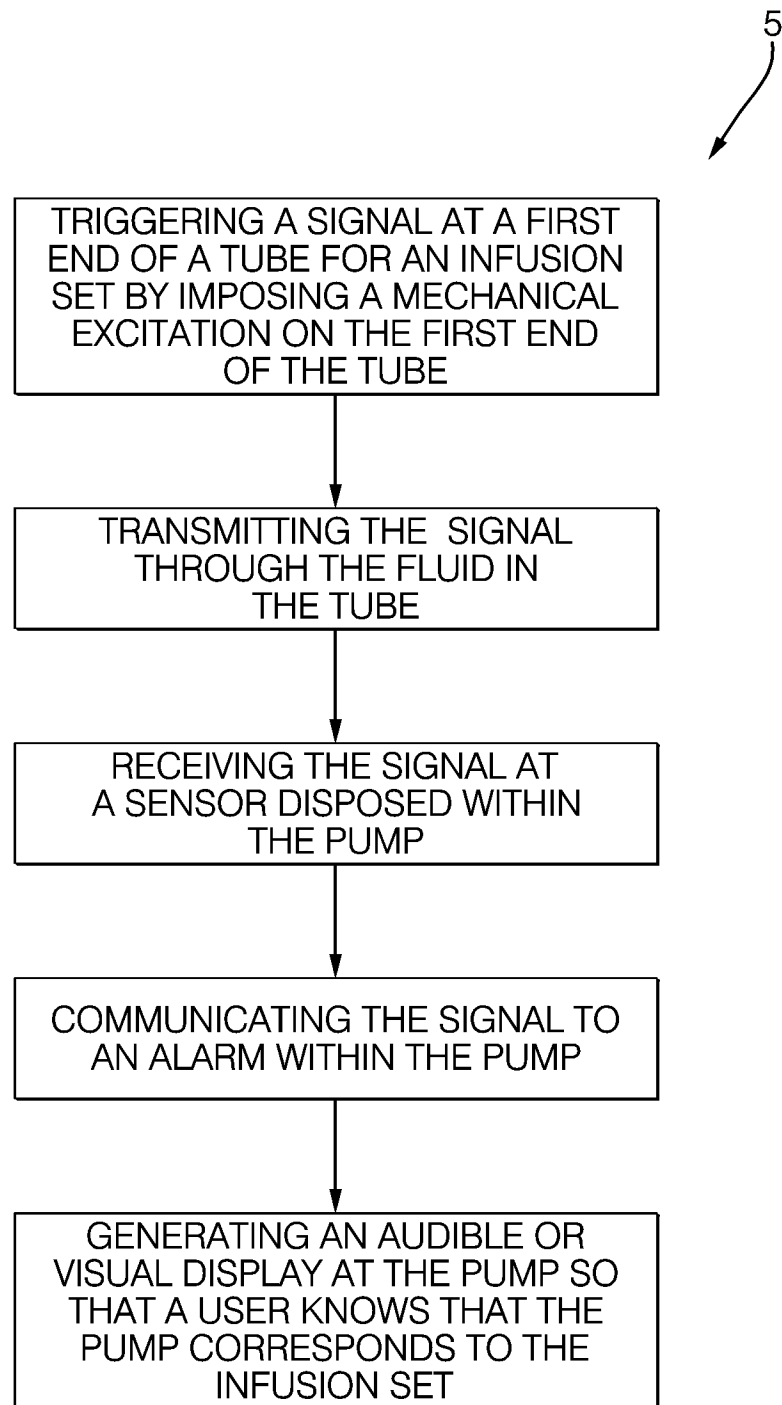 5
TRIGGERING A SIGNAL AT A FIRST
END OF A TUBE FOR AN INFUSION
SET BY IMPOSING A MECHANICAL
EXCITATION ON THE FIRST END
OF THE TUBE
TRANSMITTING THE SIGNAL
THROUGH THE FLUID IN
THE TUBE
RECEIVING THE SIGNAL AT
A SENSOR DISPOSED WITHIN
THE PUMP
COMMUNICATING THE SIGNAL TO
AN ALARM WITHIN THE PUMP
GENERATING AN AUDIBLE OR
VISUAL DISPLAY AT THE PUMP SO
THAT A USER KNOWS THAT THE
PUMP CORRESPONDS TO THE
INFUSION SET